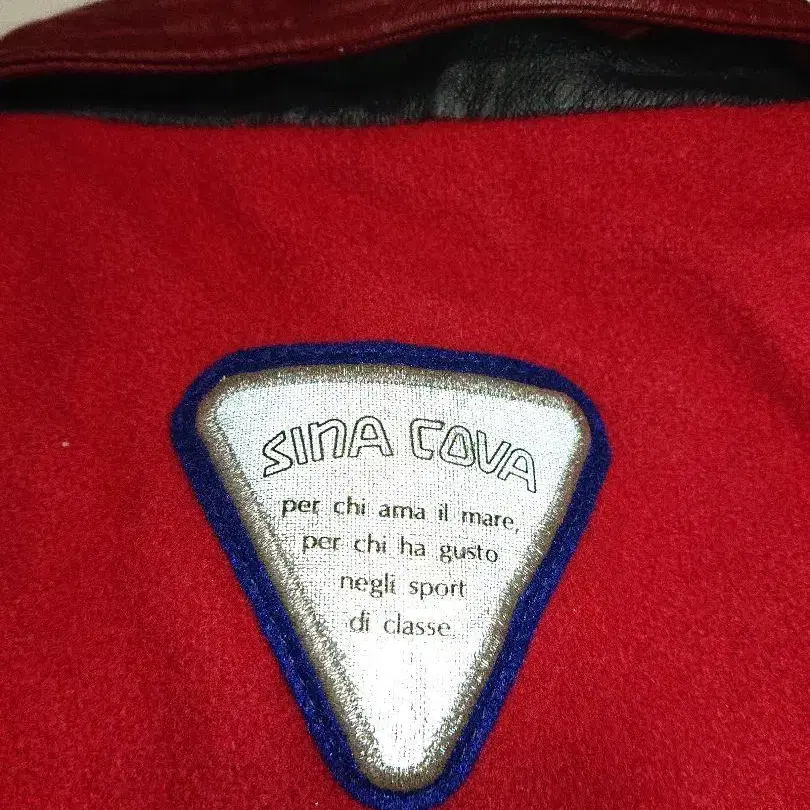 SINA COVA
per chi ama il mare,
per chi ha gusto
negli sport
di classe.